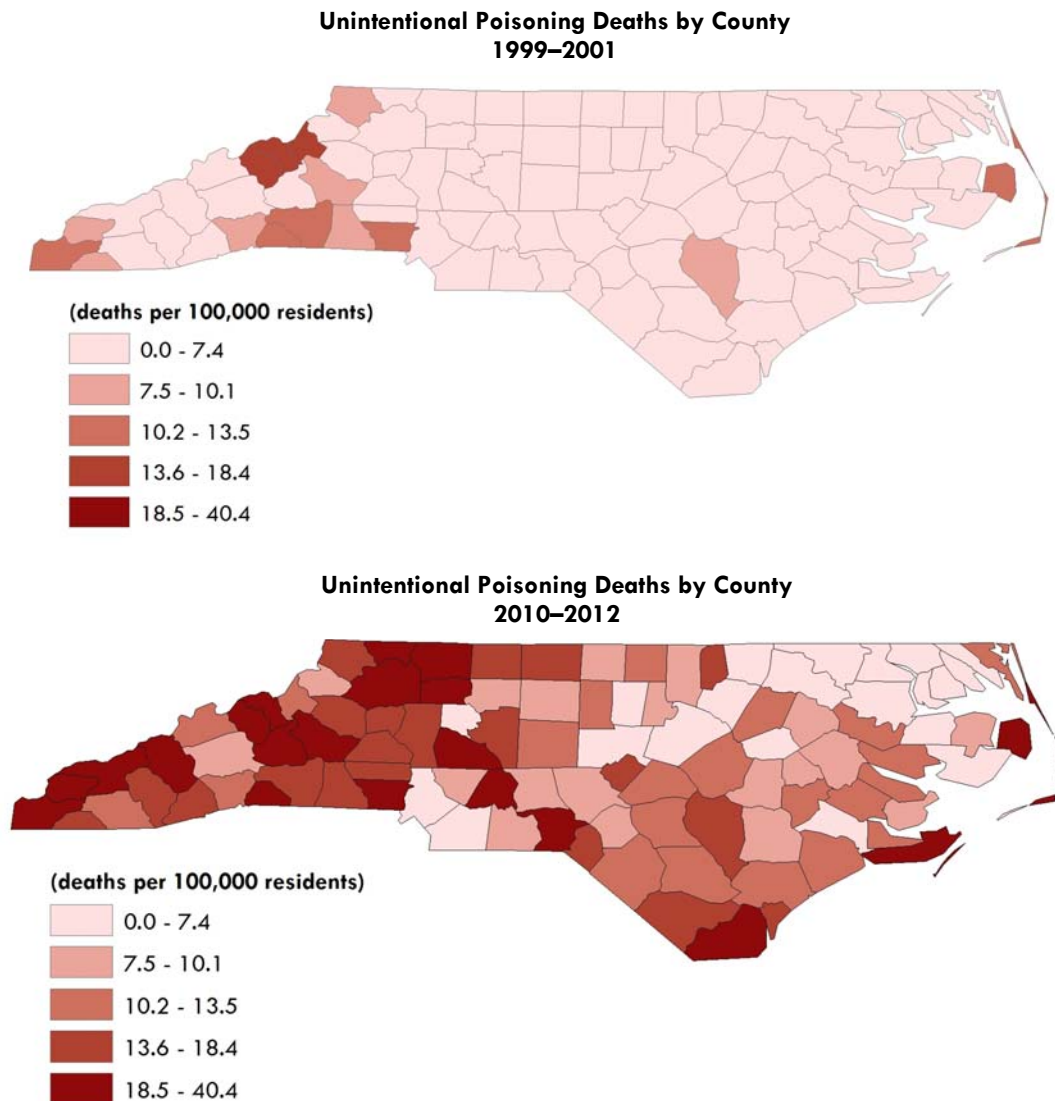 Unintentional Poisoning Deaths by County
1999–2001
(deaths per 100,000 residents)
0.0 - 7.4
7.5 - 10.1
10.2 - 13.5
13.6 - 18.4
18.5 - 40.4
Unintentional Poisoning Deaths by County
2010–2012
(deaths per 100,000 residents)
0.0 - 7.4
7.5 - 10.1
10.2 - 13.5
13.6 - 18.4
18.5 - 40.4